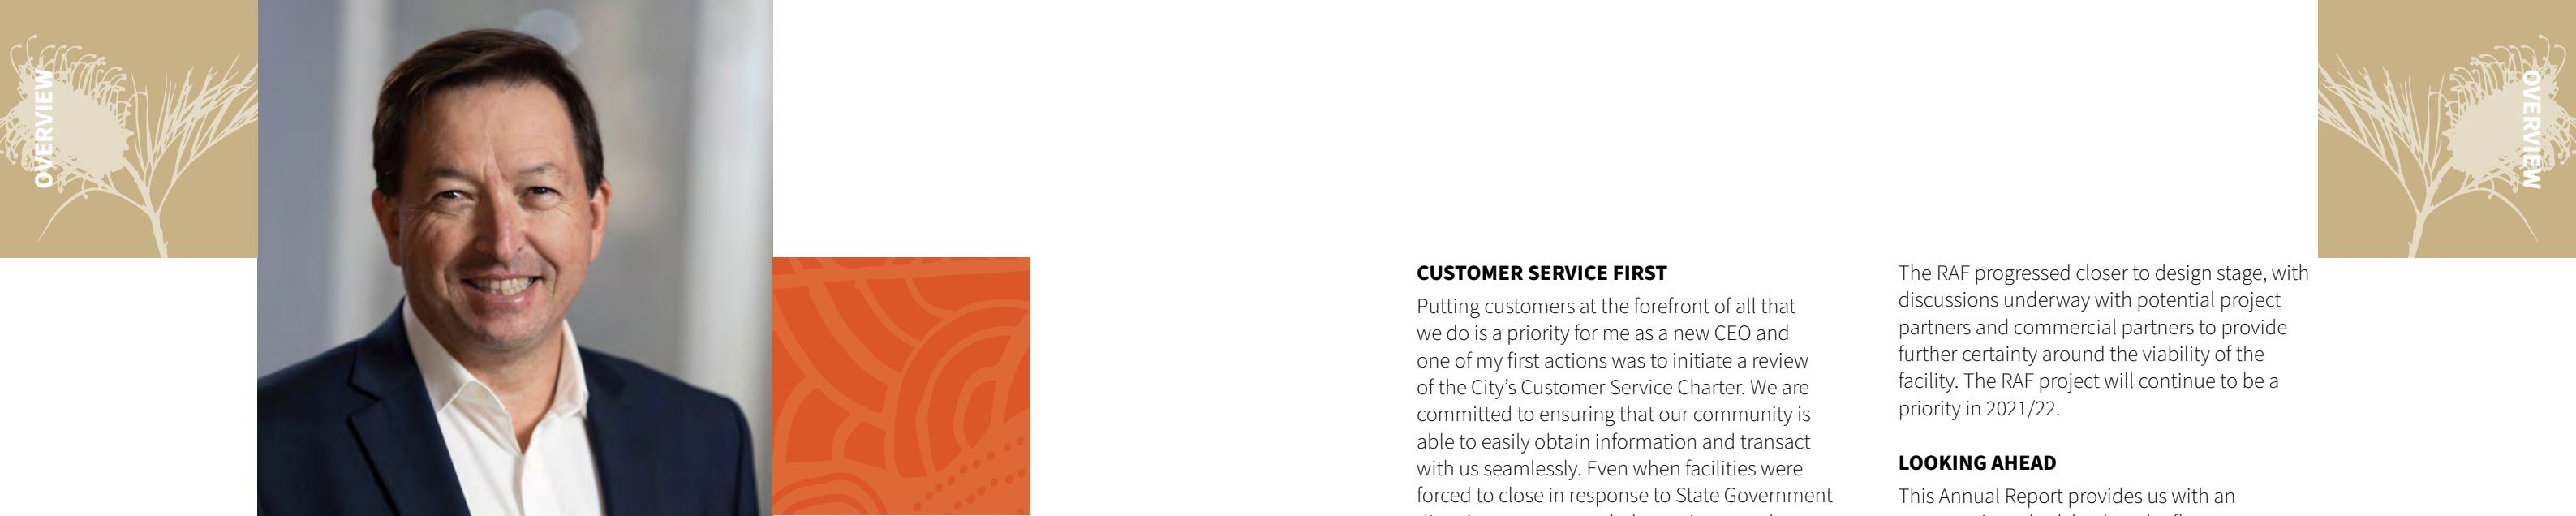 OVERVIEW
CUSTOMER SERVICE FIRST
Putting customers at the forefront of all that
we do is a priority for me as a new CEO and
one of my first actions was to initiate a review
of the City’s Customer Service Charter. We are
committed to ensuring that our community is
able to easily obtain information and transact
with us seamlessly. Even when facilities were
forced to close in response to State Government
The RAF progressed closer to design stage, with
discussions underway with potential project
partners and commercial partners to provide
further certainty around the viability of the
facility. The RAF project will continue to be a
priority in 2021/22.
LOOKING AHEAD
This Annual Report provides us with an
OVERVIEW